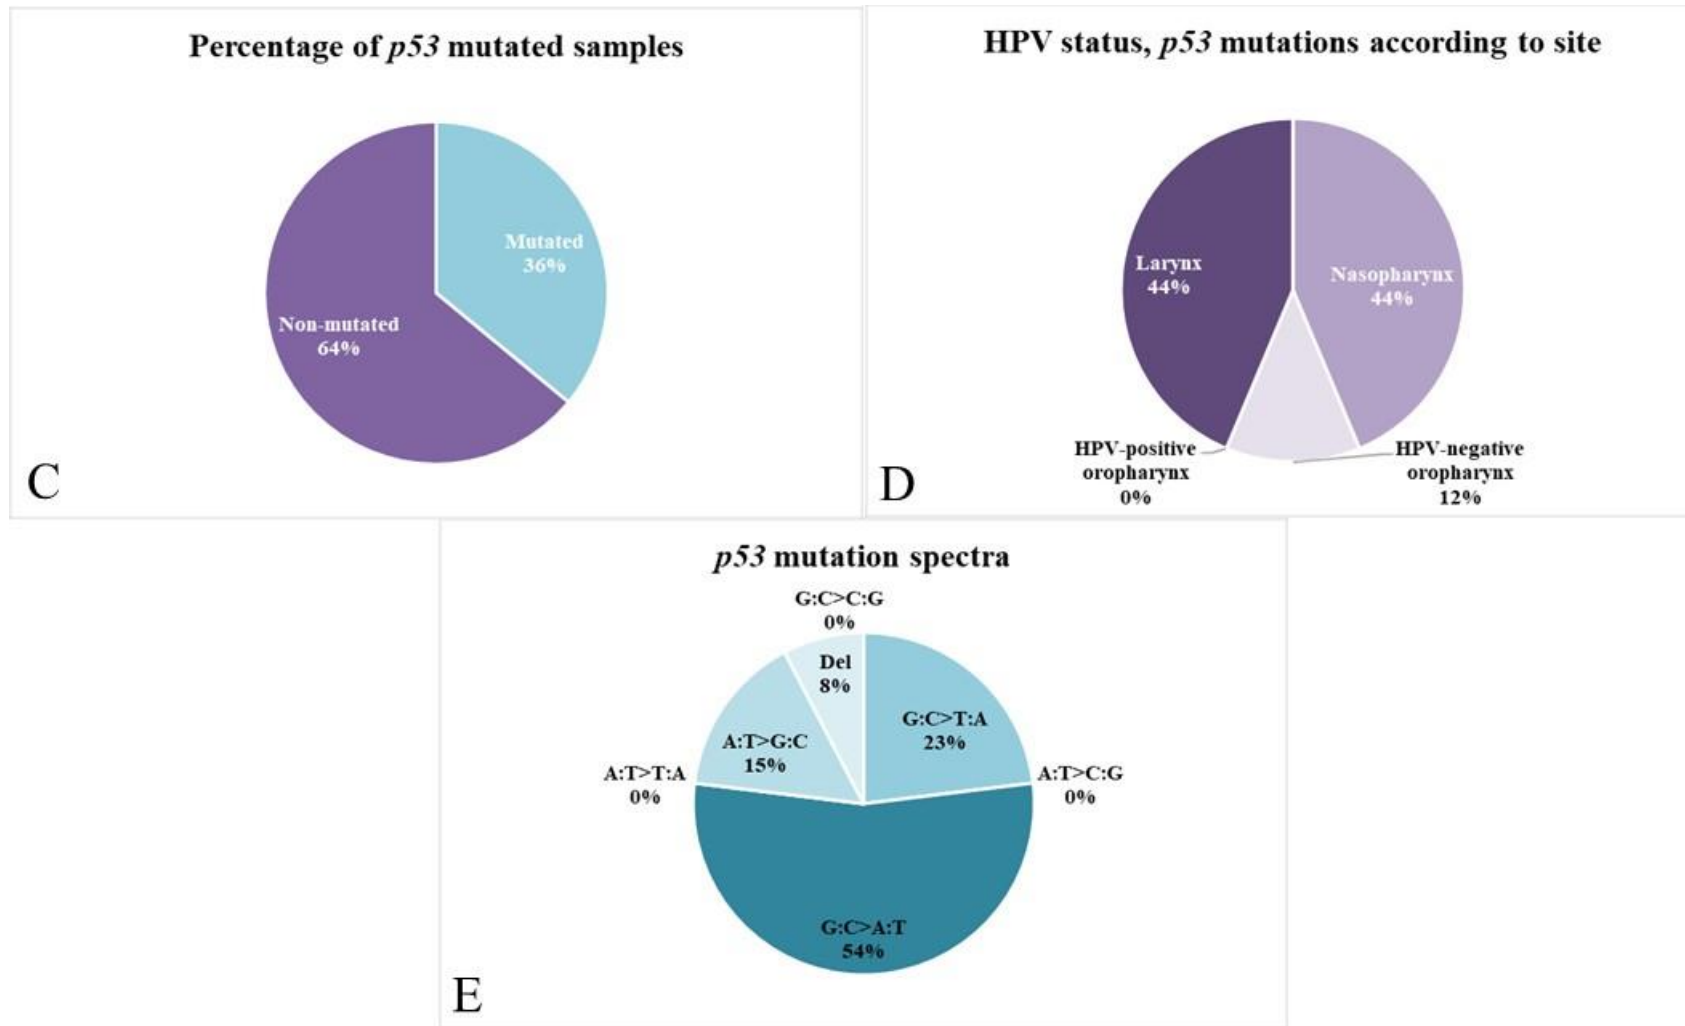 Percentage of p53 mutated samples
Mutated
36%
Non-mutated
64%
C
HPV status, p53 mutations according to site
Larynx
44%
Nasopharynx
44%
HPV-positive
oropharynx
0%
HPV-negative
oropharynx
12%
D
p53 mutation spectra
G:C>C:G
0%
Del
8%
G:C>T:A
23%
A:T>G:C
15%
A:T>T:A
0%
A:T>C:G
0%
G:C>A:T
54%
E